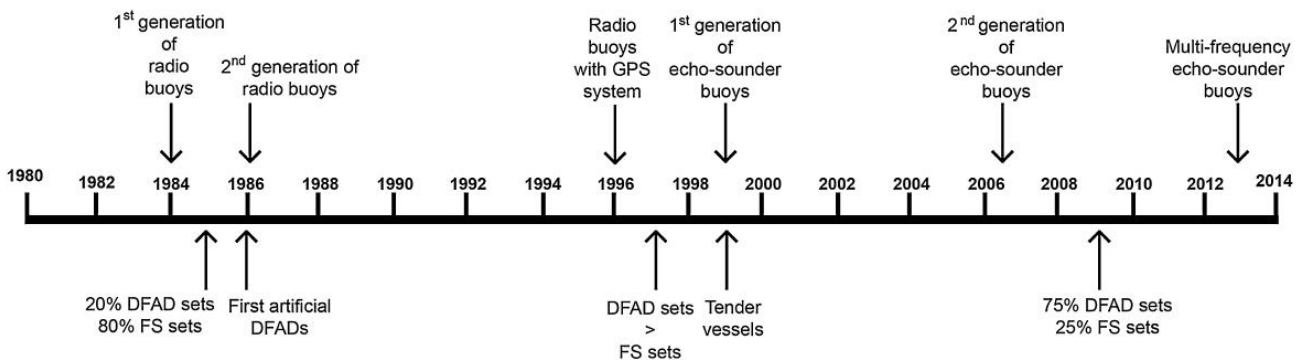 1st generation
of
radio
buoys
2nd generation of
radio buoys
Radio
buoys
with GPS
system
1st generation
of
echo-sounder
buoys
2nd generation
of
echo-sounder
buoys
Multi-frequency
echo-sounder
buoys
1980
1982
1984
1986
1988
1990
1992
1994
1996
1998
2000
2002
2004
2006
2008
2010
2012
2014
20% DFAD sets
80% FS sets
First artificial
DFADs
DFAD sets
>
FS sets
Tender
vessels
75% DFAD sets
25% FS sets